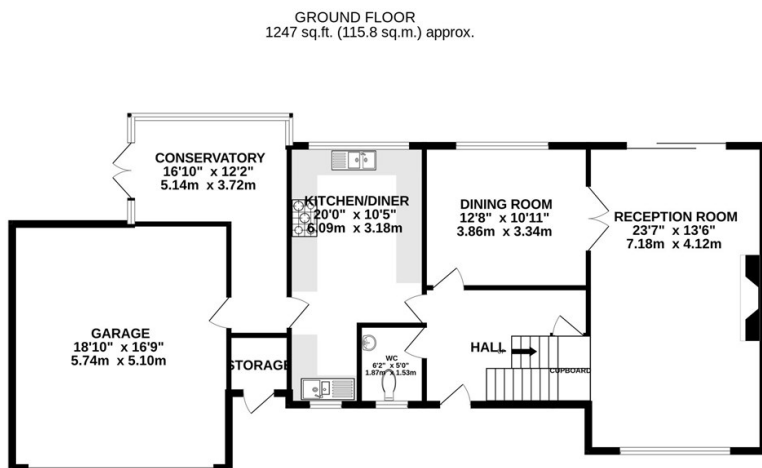 GROUND FLOOR
1247 sq.ft. (115.8 sq.m.) approx.
CONSERVATORY
16'10" x 12'2"
5.14m x 3.72m
KITCHEN/DINER
20'0" x 10'5"
6.09m x 3.18m
DINING ROOM
12'8" x 10'11"
3.86m x 3.34m
RECEPTION ROOM
23'7" x 13'6"
7.18m x 4.12m
GARAGE
18'10" x 16'9"
5.74m x 5.10m
STORAGE
WC
6'2" x 5'0"
1.87m x 1.53m
HALL
CUPBOARD